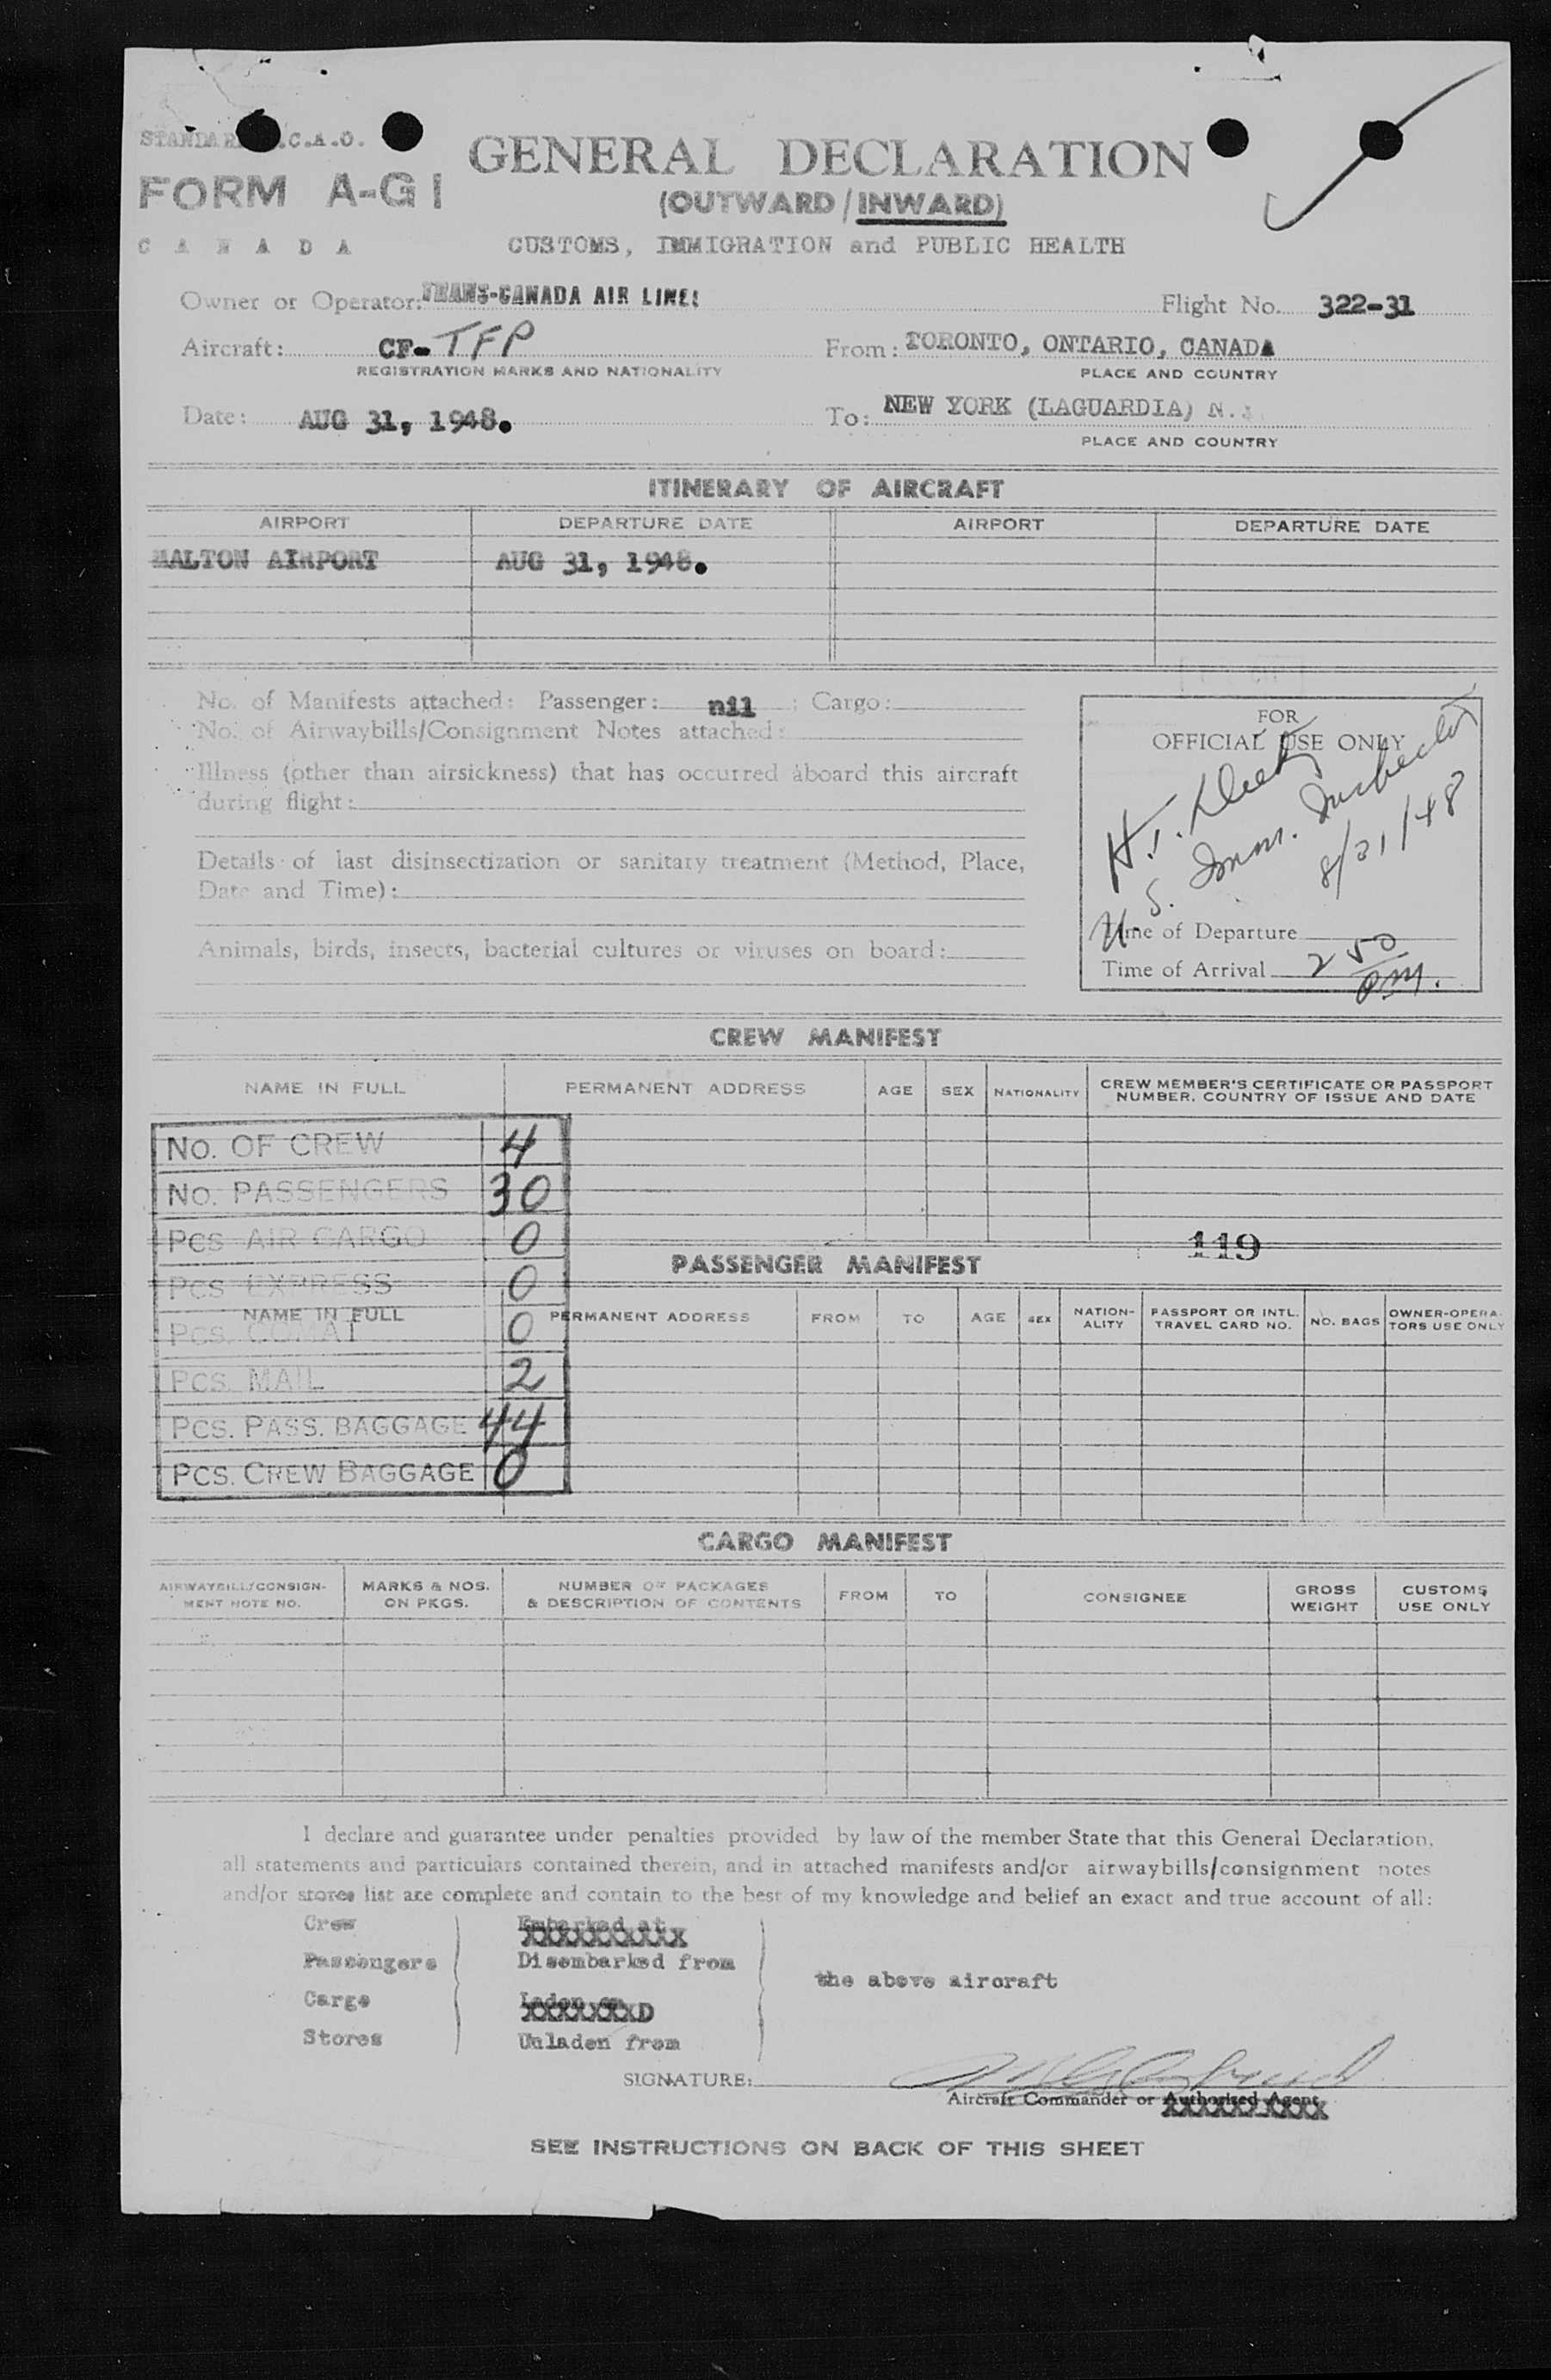 C.A.O.
FORM A-G1
GENERAL DECLARATION
(OUTWARD/INWARD)
CANADA
CUSTOMS, IMMIGRATION and PUBLIC HEALTH
Owner or Operator: TRANS-CANADA AIR LINES
Flight No. 322-31
Aircraft: CF-TFP
REGISTRATION MARKS AND NATIONALITY
From: TORONTO, ONTARIO, CANADA
PLACE AND COUNTRY
Date: AUG 31, 1948.
To: NEW YORK (LAGUARDIA) N.
PLACE AND COUNTRY
ITINERARY OF AIRCRAFT
AIRPORT DEPARTURE DATE AIRPORT DEPARTURE DATE
MALTON AIRPORT AUG 31, 1948.
No. of Manifests attached: Passenger: nil ; Cargo:
No. of Airwaybills/Consignment Notes attached:
Illness (other than airsickness) that has occurred aboard this aircraft
during flight:
Details of last disinsectization or sanitary treatment (Method, Place,
Date and Time):
Animals, birds, insects, bacterial cultures or viruses on board:
FOR
OFFICIAL USE ONLY
H.T.
U. S. Imm. Inspector
8/31/48
Time of Departure
Time of Arrival 2 50 PM.
CREW MANIFEST
NAME IN FULL PERMANENT ADDRESS AGE SEX NATIONALITY CREW MEMBER'S CERTIFICATE OR PASSPORT
NUMBER, COUNTRY OF ISSUE AND DATE
No. OF CREW 4
No. PASSENGERS 30
PCS AIR CARGO 0
PCS EXPRESS 0
PCS. COMAT 0
PCS. MAIL 2
PCS. PASS. BAGGAGE 44
PCS. CREW BAGGAGE 0
119
PASSENGER MANIFEST
NAME IN FULL PERMANENT ADDRESS FROM TO AGE SEX NATION-
ALITY PASSPORT OR INTL.
TRAVEL CARD NO. NO. BAGS OWNER-OPERA-
TORS USE ONLY
CARGO MANIFEST
AIRWAYBILL/CONSIGN-
MENT NOTE NO. MARKS & NOS.
ON PKGS. NUMBER OF PACKAGES
& DESCRIPTION OF CONTENTS FROM TO CONSIGNEE GROSS
WEIGHT CUSTOMS
USE ONLY
I declare and guarantee under penalties provided by law of the member State that this General Declaration,
all statements and particulars contained therein, and in attached manifests and/or airwaybills/consignment notes
and/or stores list are complete and contain to the best of my knowledge and belief an exact and true account of all:
Crew Embarked at
Passengers Disembarked from
the above aircraft
Cargo Laden on
Stores Unladen from
SIGNATURE:
Aircraft Commander or Authorized Agent
SEE INSTRUCTIONS ON BACK OF THIS SHEET